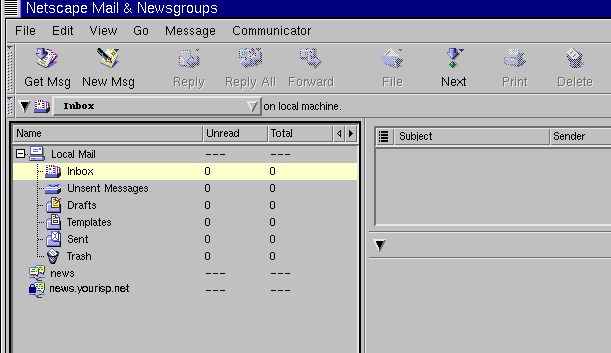 Netscape Mail & Newsgroups
File Edit View Go Message Communicator
Get Msg New Msg Reply Reply All Forward File Next Print Delete
Inbox on local machine.
Name Unread Total Subject Sender
Local Mail --- ---
Inbox 0 0
Unsent Messages 0 0
Drafts 0 0
Templates 0 0
Sent 0 0
Trash 0 0
news --- ---
news.yourisp.net --- ---